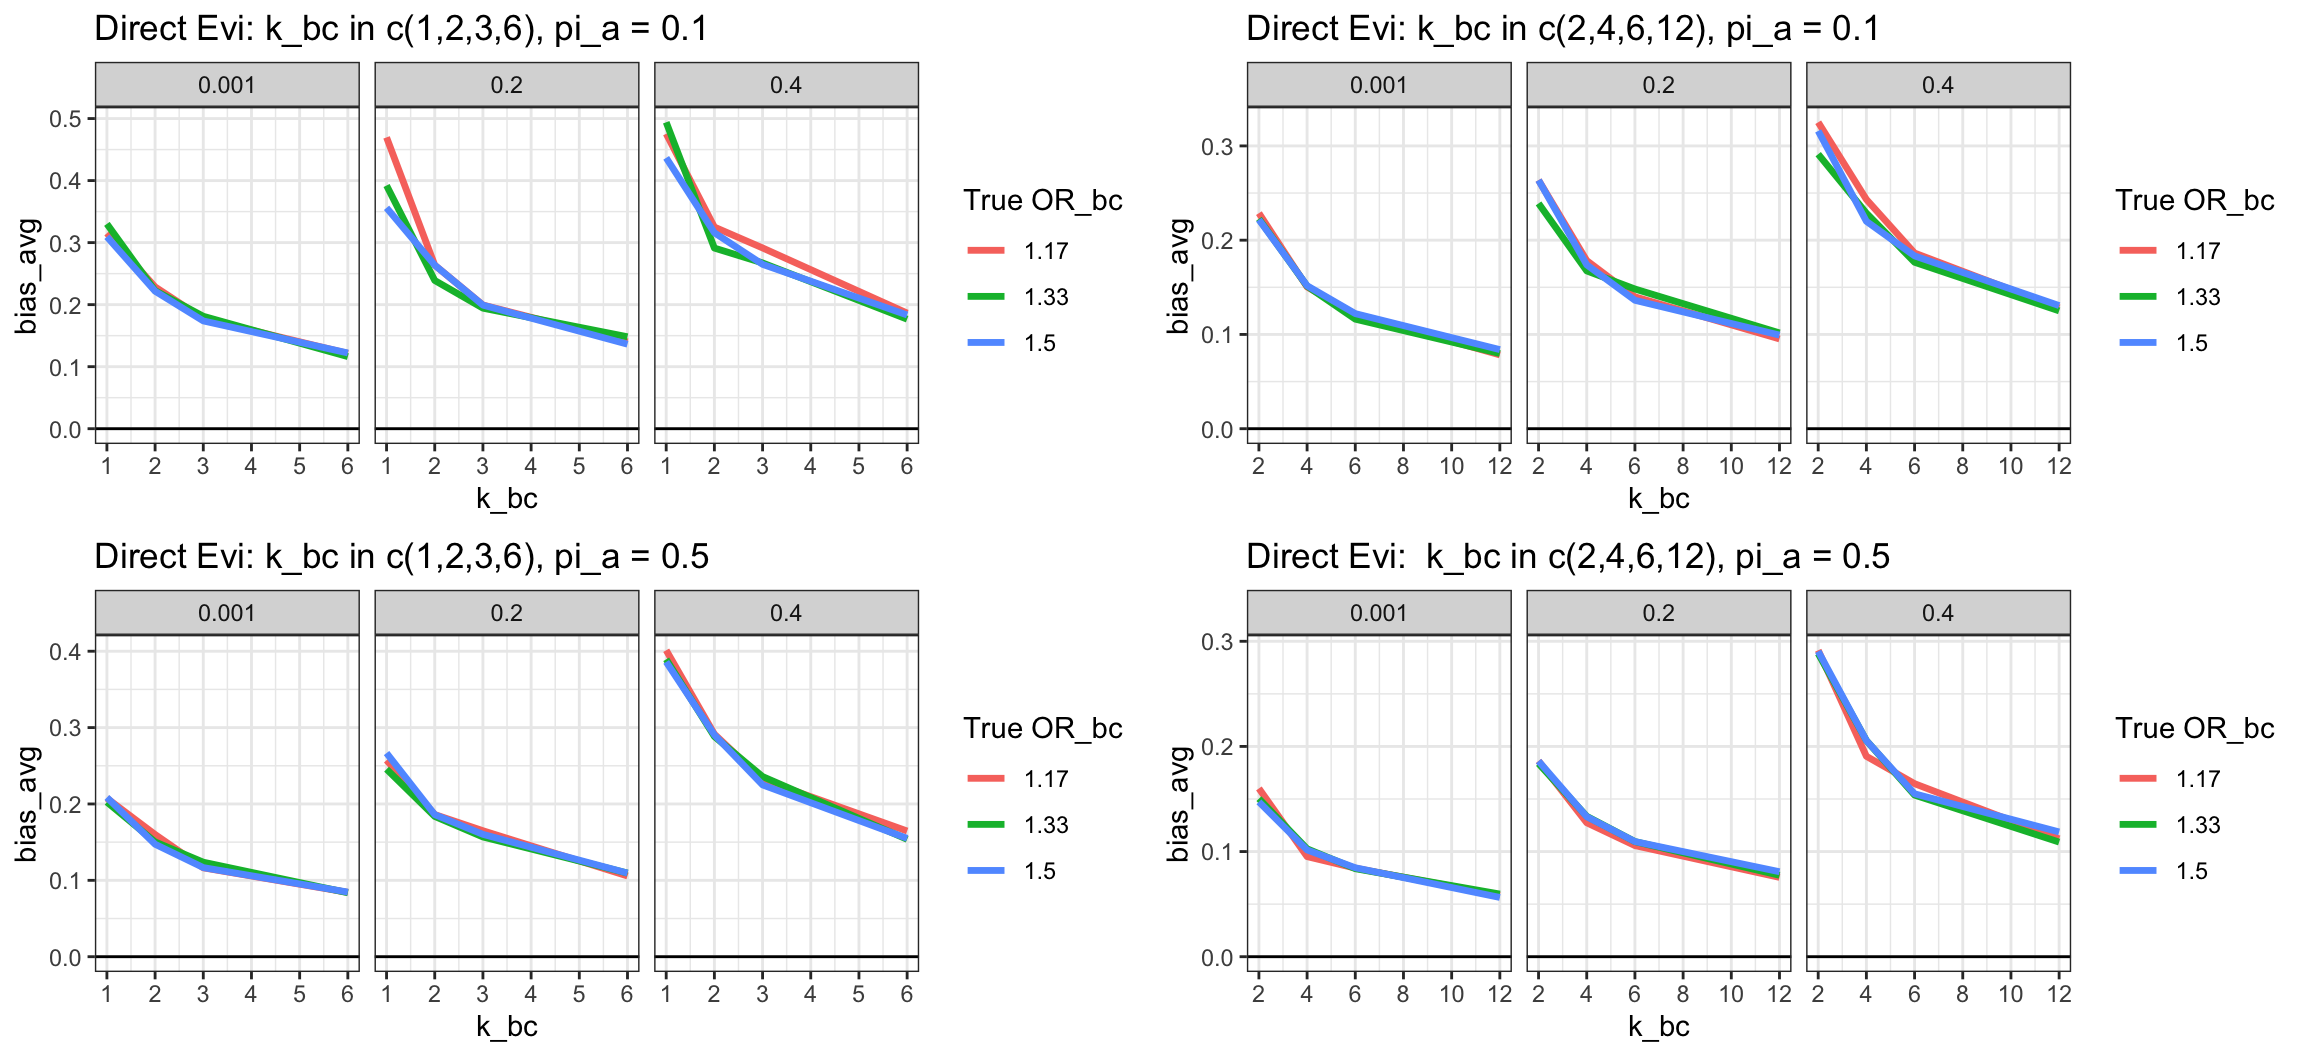 Direct Evi: k_bc in c(1,2,3,6), pi_a = 0.1
0.001 0.2 0.4
0.5
0.4
0.3
0.2
0.1
0.0
bias_avg
1 2 3 4 5 6 1 2 3 4 5 6 1 2 3 4 5 6
k_bc
True OR_bc
1.17
1.33
1.5
Direct Evi: k_bc in c(2,4,6,12), pi_a = 0.1
0.001 0.2 0.4
0.3
0.2
0.1
0.0
bias_avg
2 4 6 8 10 12 2 4 6 8 10 12 2 4 6 8 10 12
k_bc
True OR_bc
1.17
1.33
1.5
Direct Evi: k_bc in c(1,2,3,6), pi_a = 0.5
0.001 0.2 0.4
0.4
0.3
0.2
0.1
0.0
bias_avg
1 2 3 4 5 6 1 2 3 4 5 6 1 2 3 4 5 6
k_bc
True OR_bc
1.17
1.33
1.5
Direct Evi:  k_bc in c(2,4,6,12), pi_a = 0.5
0.001 0.2 0.4
0.3
0.2
0.1
0.0
bias_avg
2 4 6 8 10 12 2 4 6 8 10 12 2 4 6 8 10 12
k_bc
True OR_bc
1.17
1.33
1.5